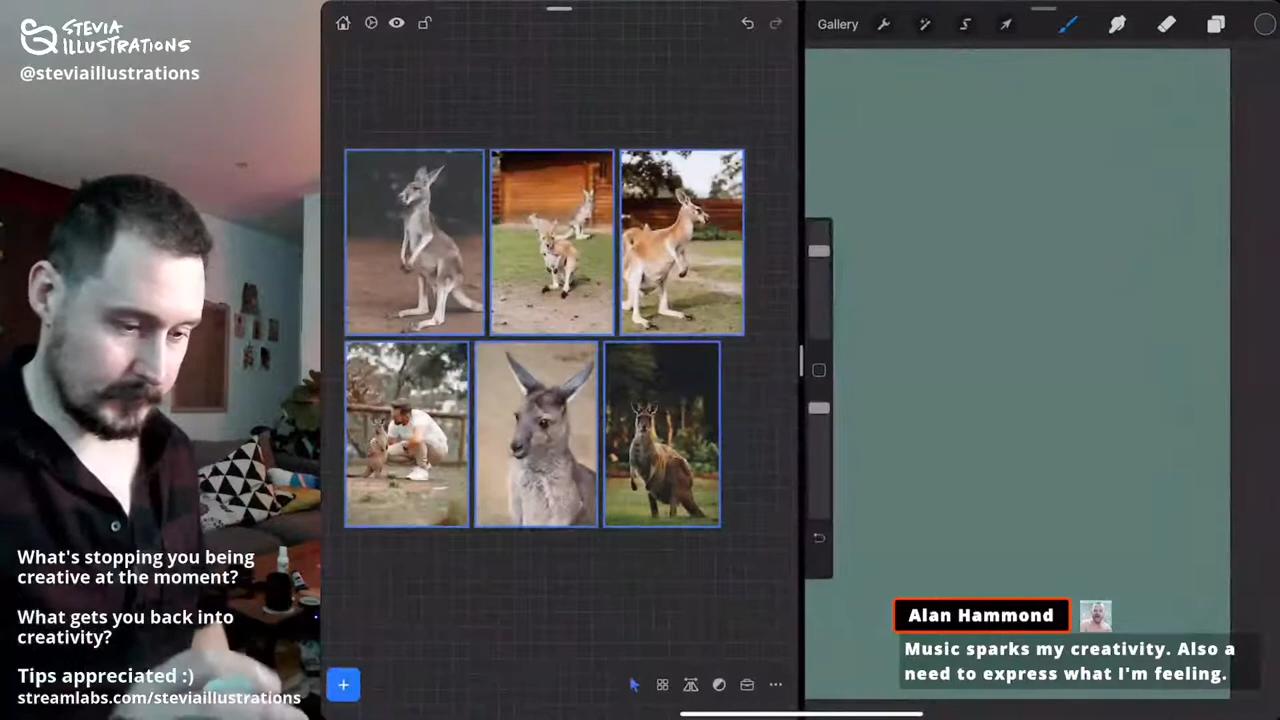 STEVIA
ILLUSTRATIONS
@steviaillustrations
Gallery
What's stopping you being
creative at the moment?
What gets you back into
creativity?
Tips appreciated :)
streamlabs.com/steviaillustrations
Alan Hammond
Music sparks my creativity. Also a
need to express what I'm feeling.